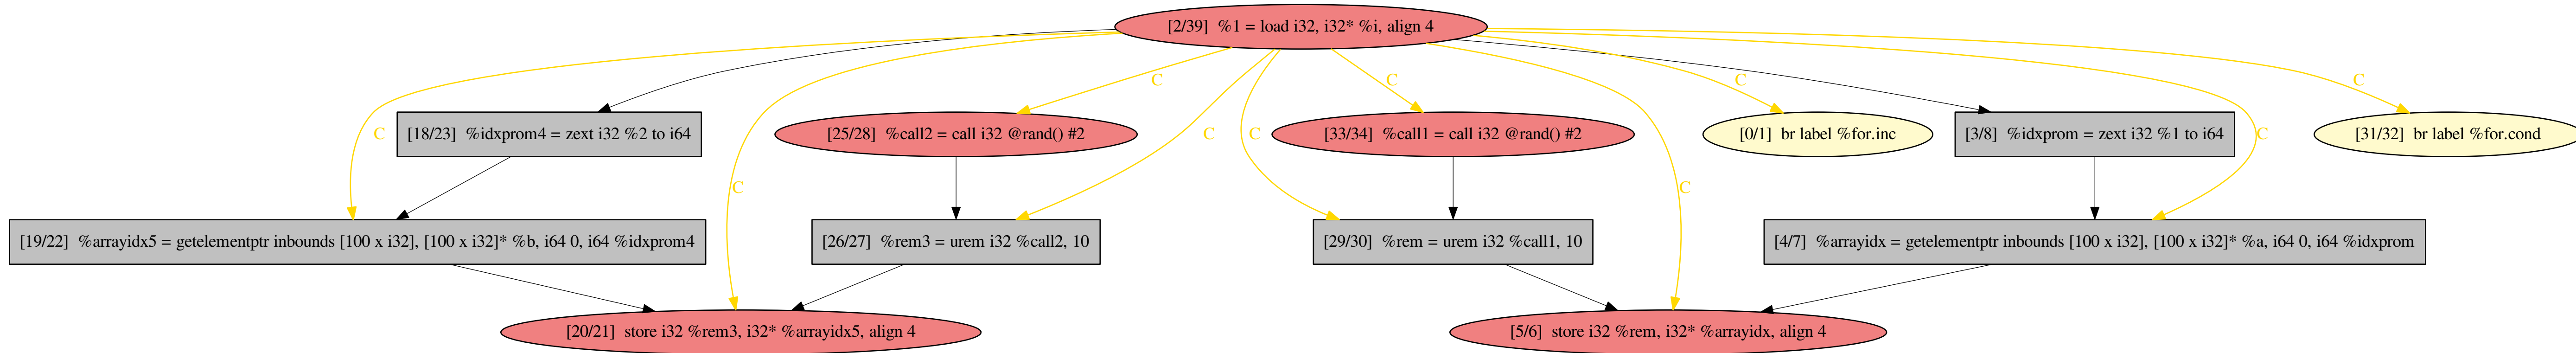 [2/39] %1 = load i32, i32* %i, align 4
C
C
C
C
C
[18/23] %idxprom4 = zext i32 %2 to i64
[25/28] %call2 = call i32 @rand() #2
C
C
[33/34] %call1 = call i32 @rand() #2
[0/1] br label %for.inc
[3/8] %idxprom = zext i32 %1 to i64
C
[31/32] br label %for.cond
C
C
[19/22] %arrayidx5 = getelementptr inbounds [100 x i32], [100 x i32]* %b, i64 0, i64 %idxprom4
[26/27] %rem3 = urem i32 %call2, 10
[29/30] %rem = urem i32 %call1, 10
[4/7] %arrayidx = getelementptr inbounds [100 x i32], [100 x i32]* %a, i64 0, i64 %idxprom
[20/21] store i32 %rem3, i32* %arrayidx5, align 4
[5/6] store i32 %rem, i32* %arrayidx, align 4